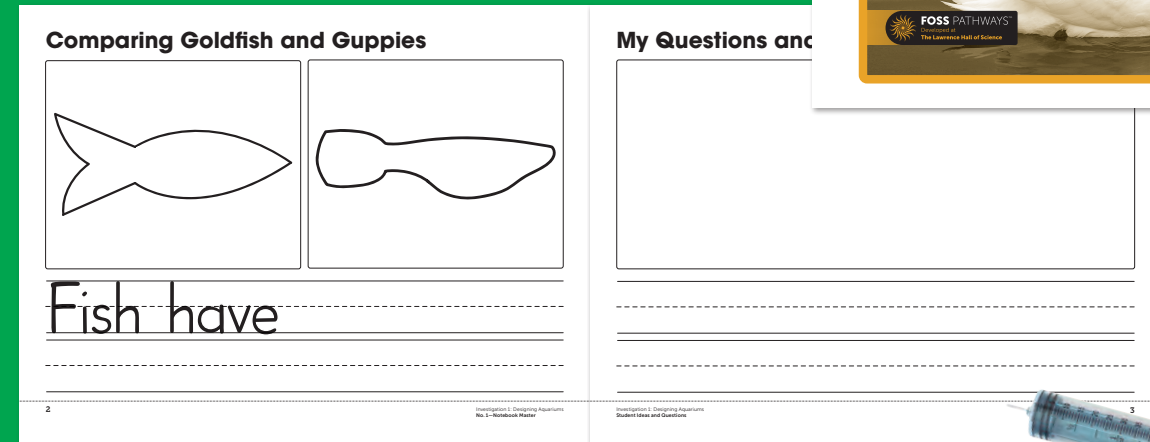 Comparing Goldfish and Guppies
Fish have
2
Investigation 1: Designing Aquariums
No. 1—Notebook Master
My Questions and
Investigation 1: Designing Aquariums
Student Ideas and Questions
3
FOSS PATHWAYS™
Developed at
The Lawrence Hall of Science